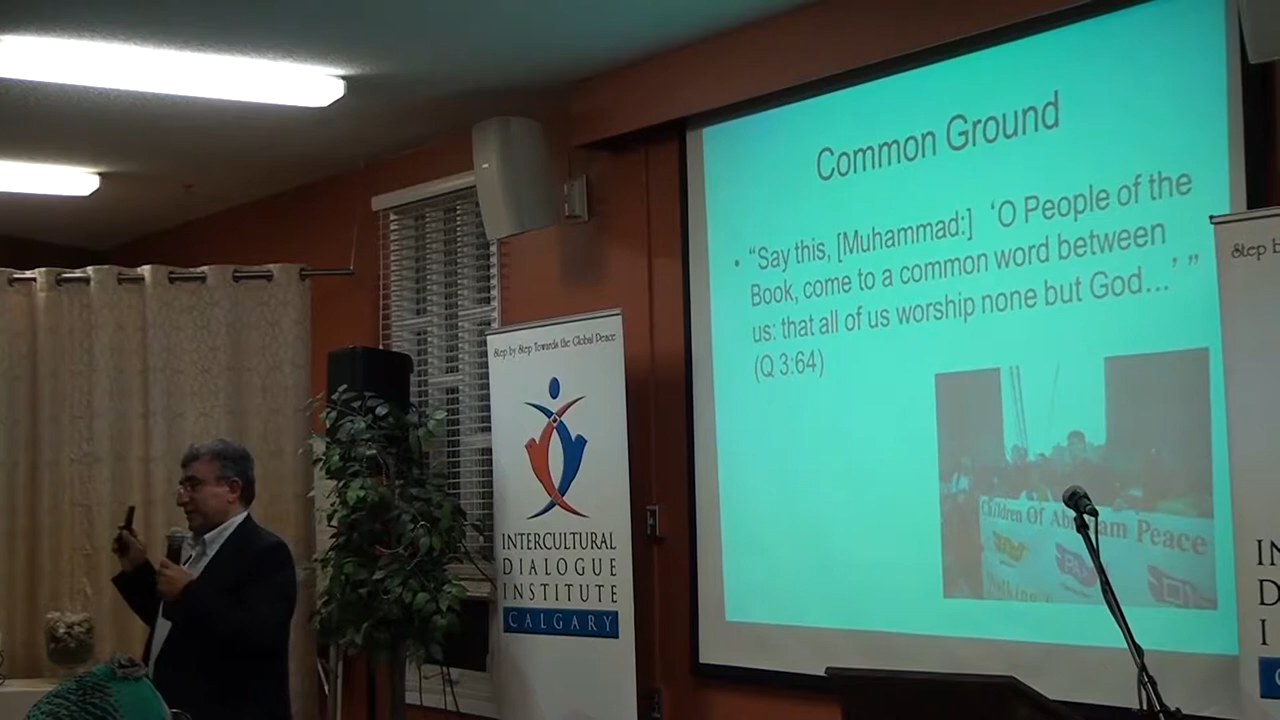 Common Ground
• “Say this, [Muhammad:] ‘O People of the
Book, come to a common word between
us: that all of us worship none but God…’ ”
(Q 3:64)
Children Of Abraham Peace
Step by Step Towards the Global Peace
INTERCULTURAL
DIALOGUE
INSTITUTE
CALGARY
Step